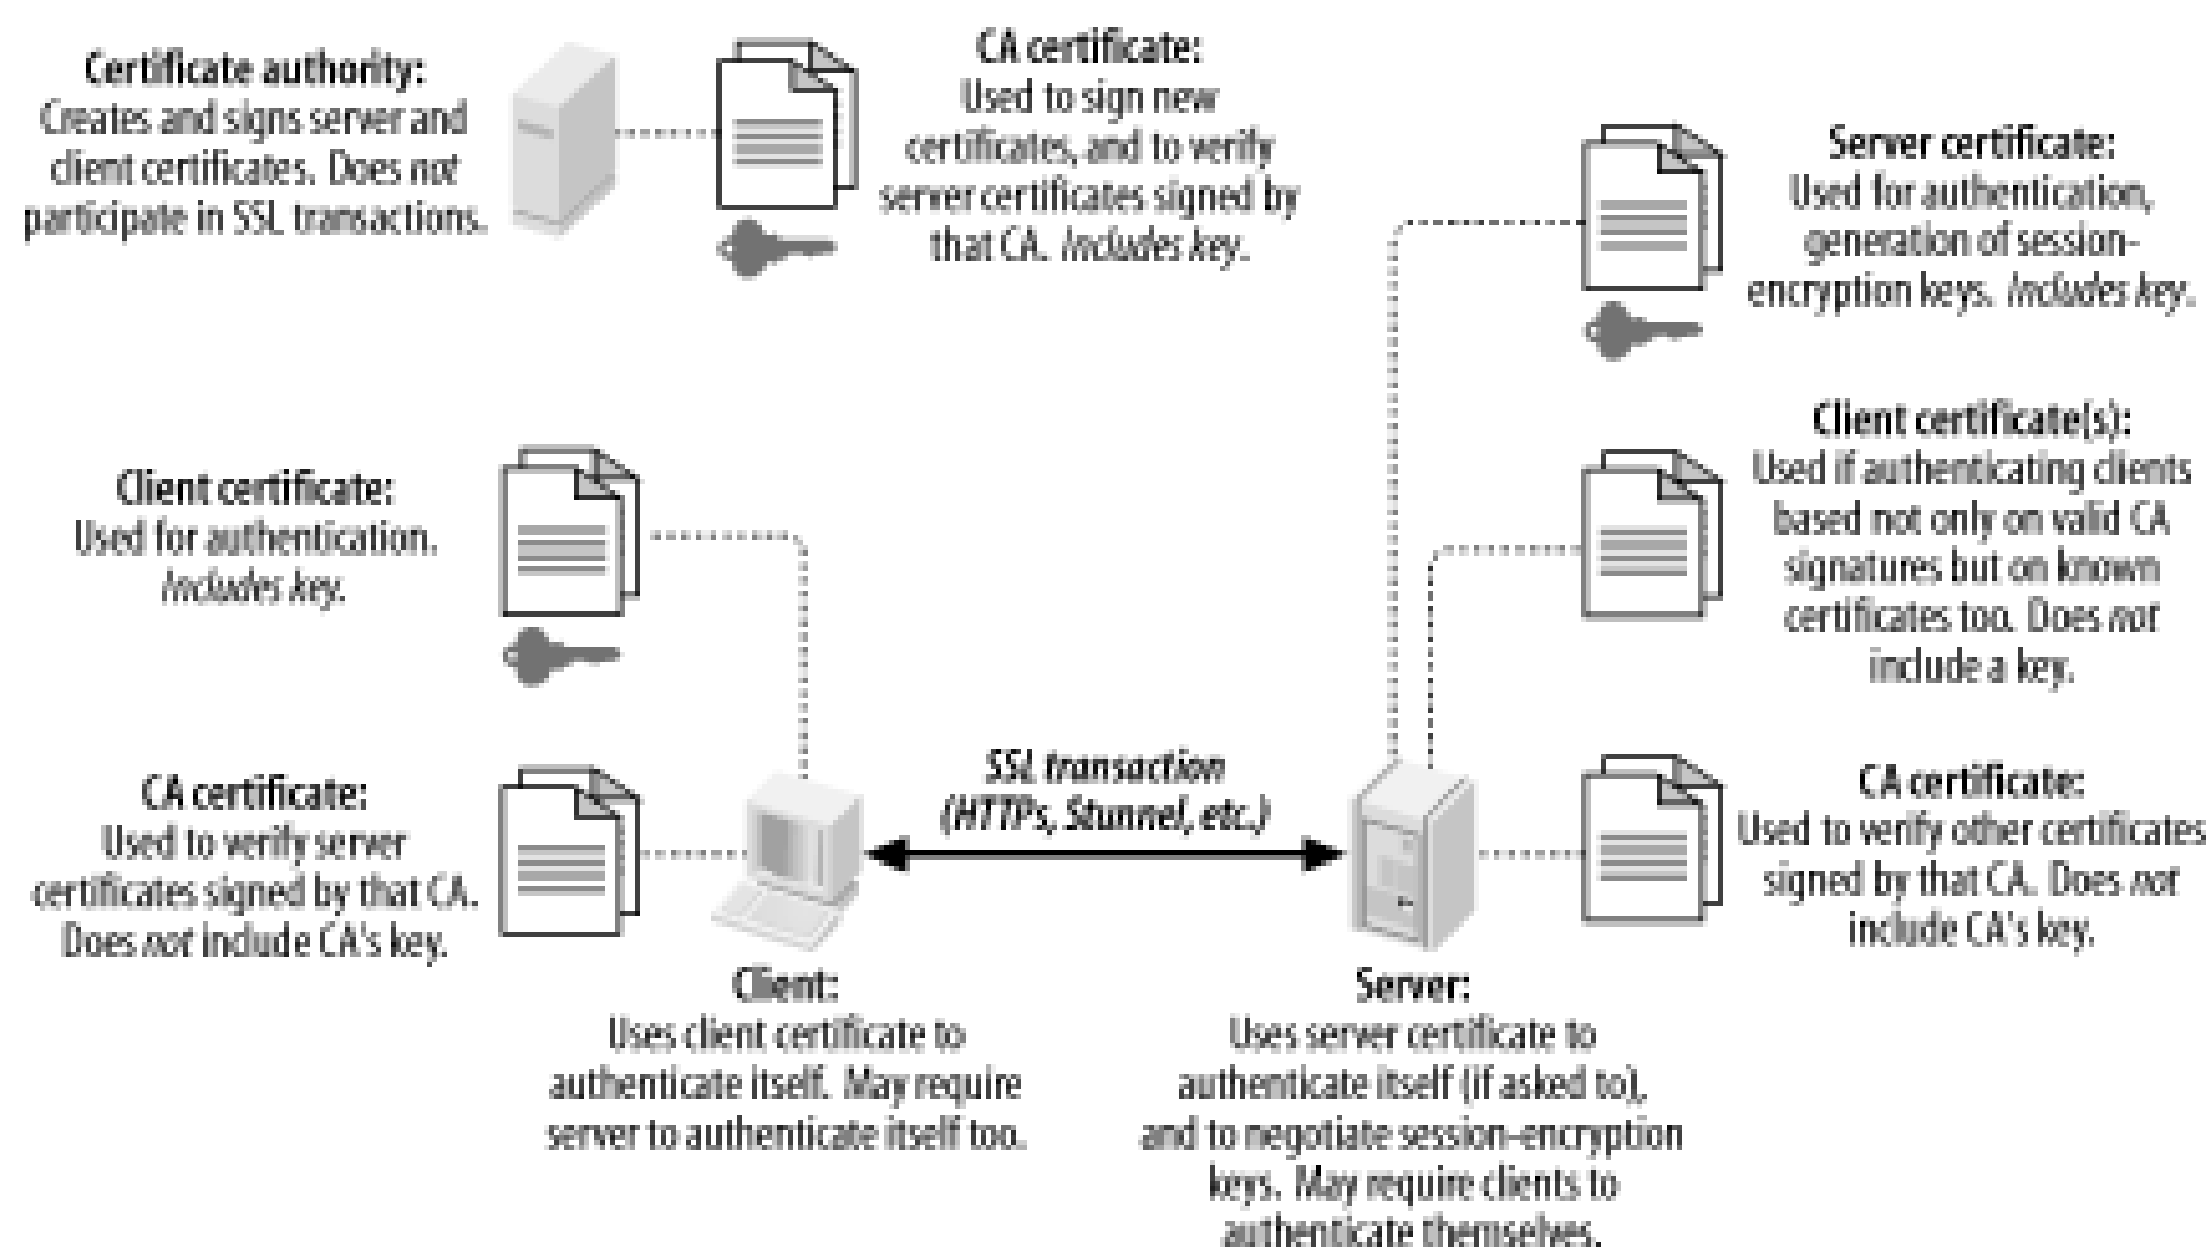 Certificate authority:
Creates and signs server and
client certificates. Does not
participate in SSL transactions.
CA certificate:
Used to sign new
certificates, and to verify
server certificates signed by
that CA. Includes key.
Server certificate:
Used for authentication,
generation of session-
encryption keys. Includes key.
Client certificate:
Used for authentication.
Includes key.
Client certificate(s):
Used if authenticating clients
based not only on valid CA
signatures but on known
certificates too. Does not
include a key.
CA certificate:
Used to verify server
certificates signed by that CA.
Does not include CA's key.
SSL transaction
(HTTPs, Stunnel, etc.)
CA certificate:
Used to verify other certificates
signed by that CA. Does not
include CA's key.
Client:
Uses client certificate to
authenticate itself. May require
server to authenticate itself too.
Server:
Uses server certificate to
authenticate itself (if asked to),
and to negotiate session-encryption
keys. May require clients to
authenticate themselves.